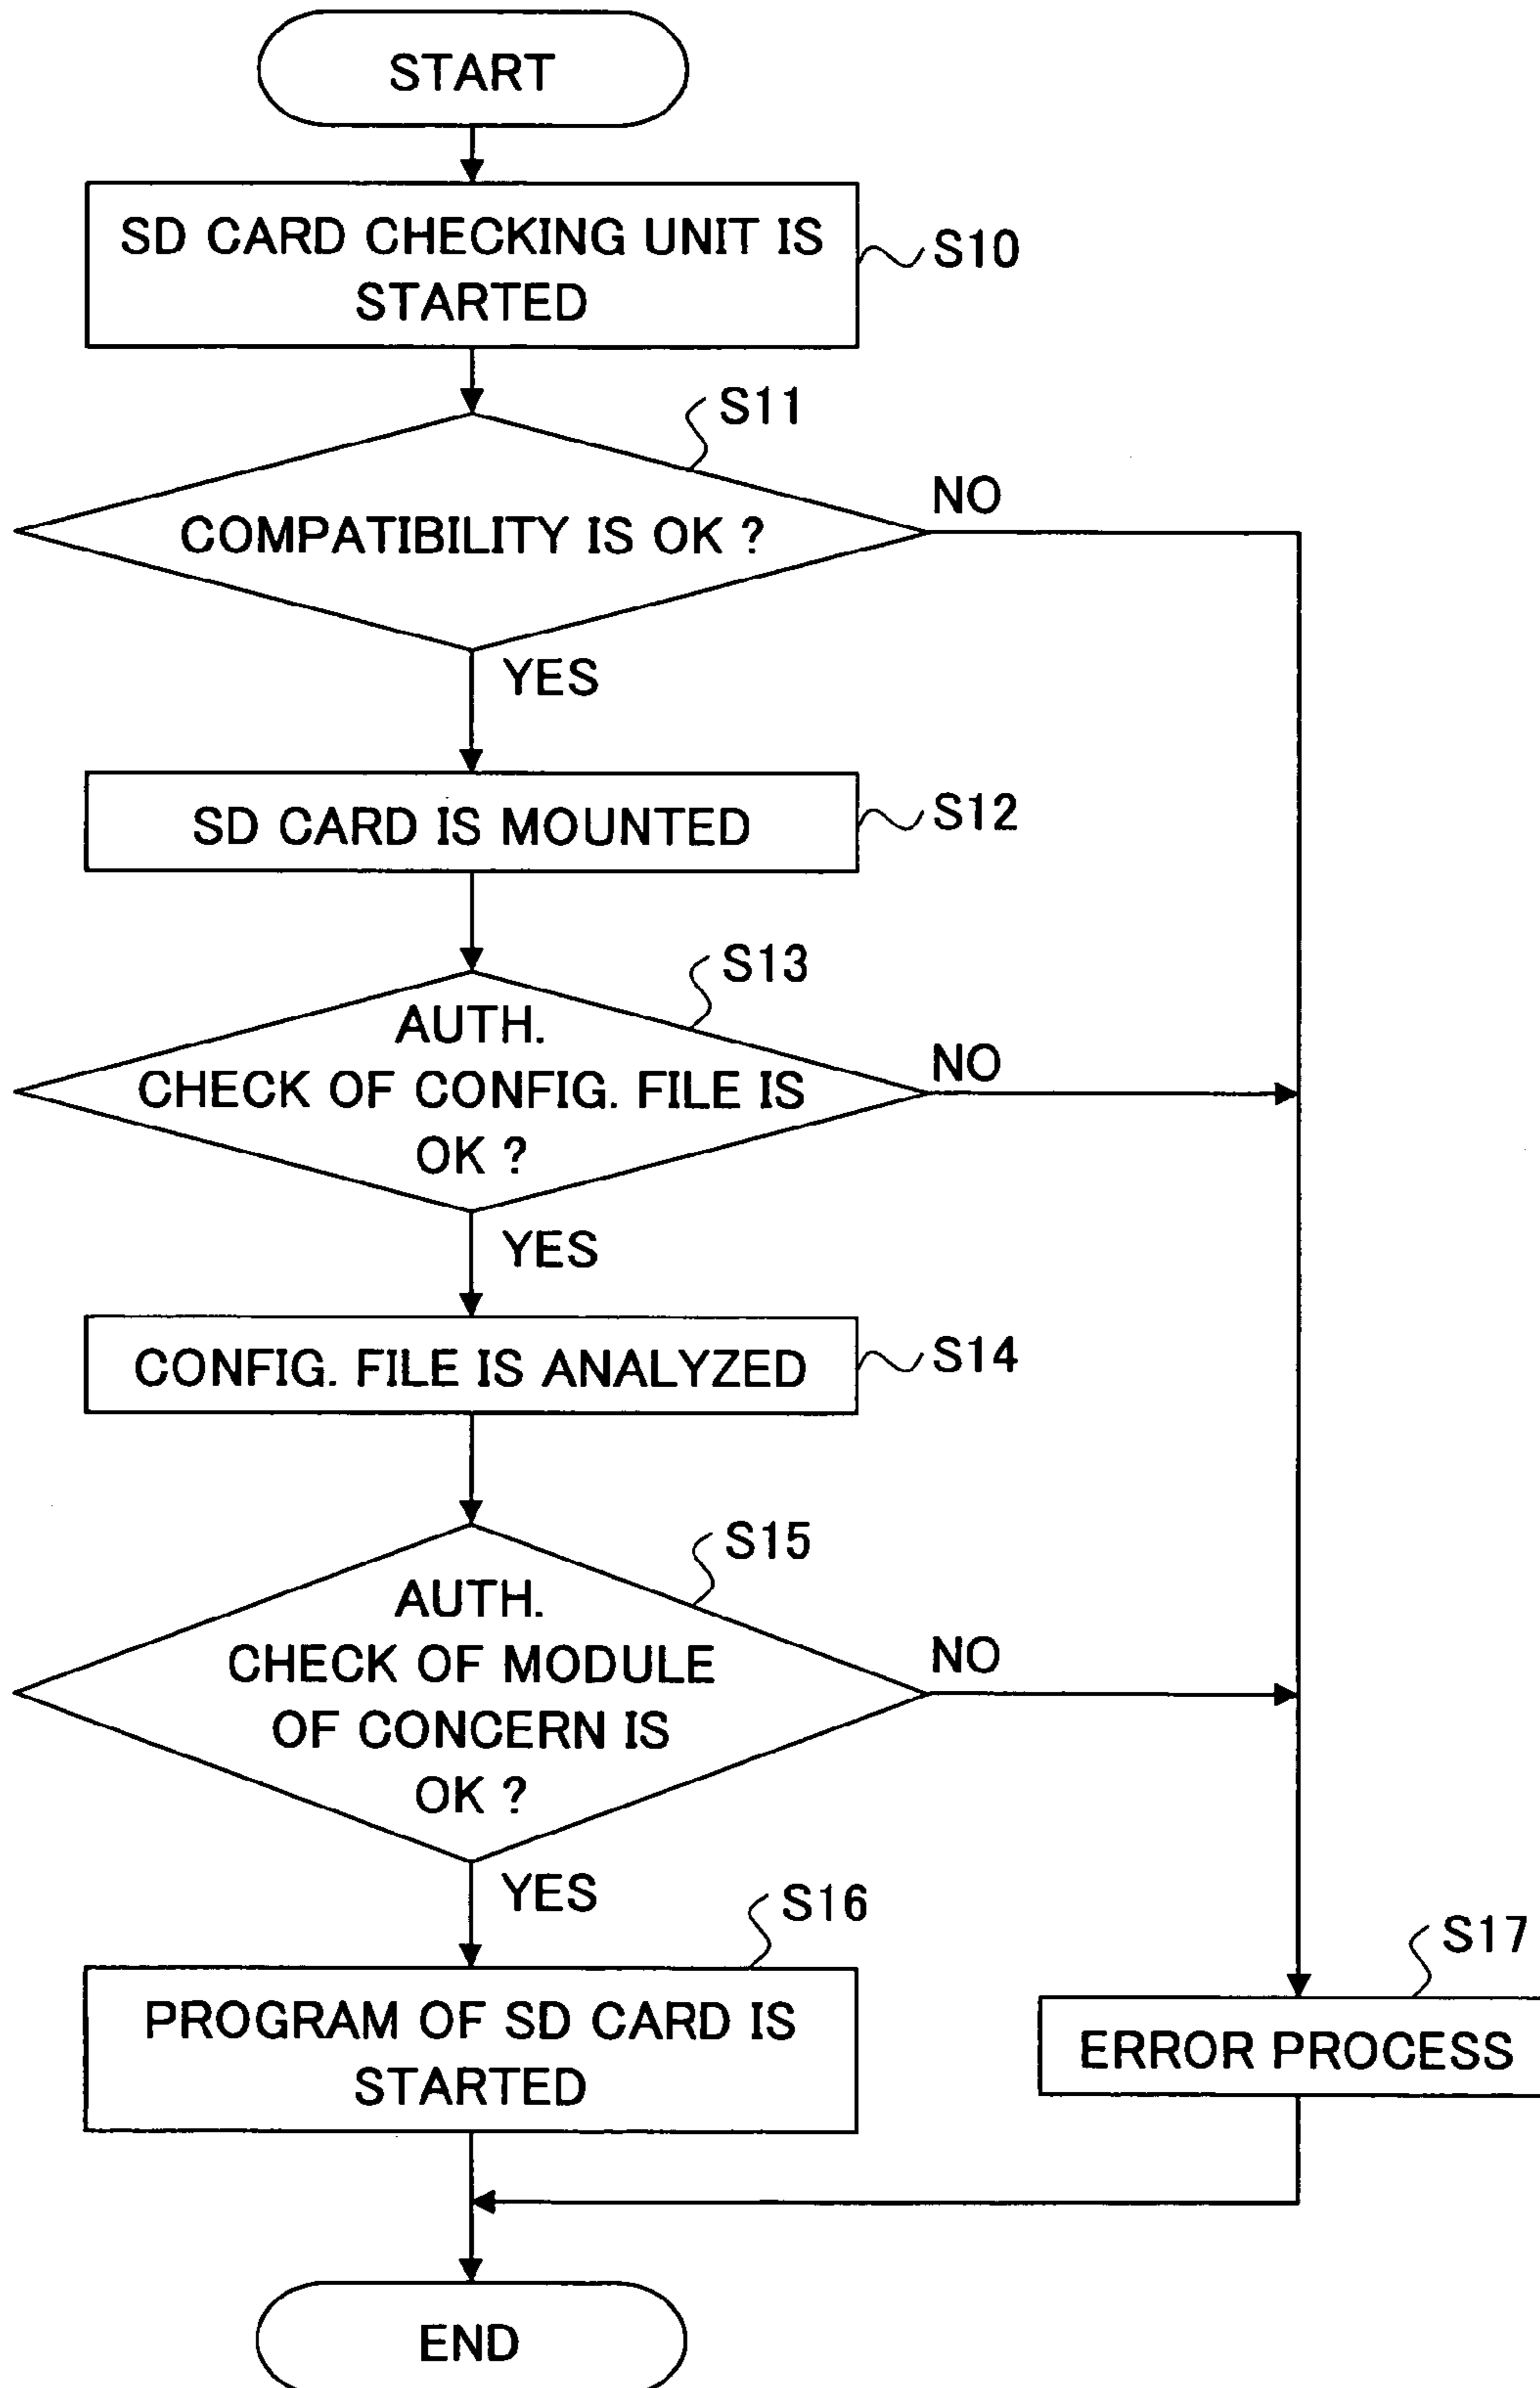 START
SD CARD CHECKING UNIT IS
STARTED
S10
S11
COMPATIBILITY IS OK ?
NO
YES
SD CARD IS MOUNTED
S12
S13
AUTH.
CHECK OF CONFIG. FILE IS
OK ?
NO
YES
CONFIG. FILE IS ANALYZED
S14
S15
AUTH.
CHECK OF MODULE
OF CONCERN IS
OK ?
NO
YES
S16
PROGRAM OF SD CARD IS
STARTED
S17
ERROR PROCESS
END